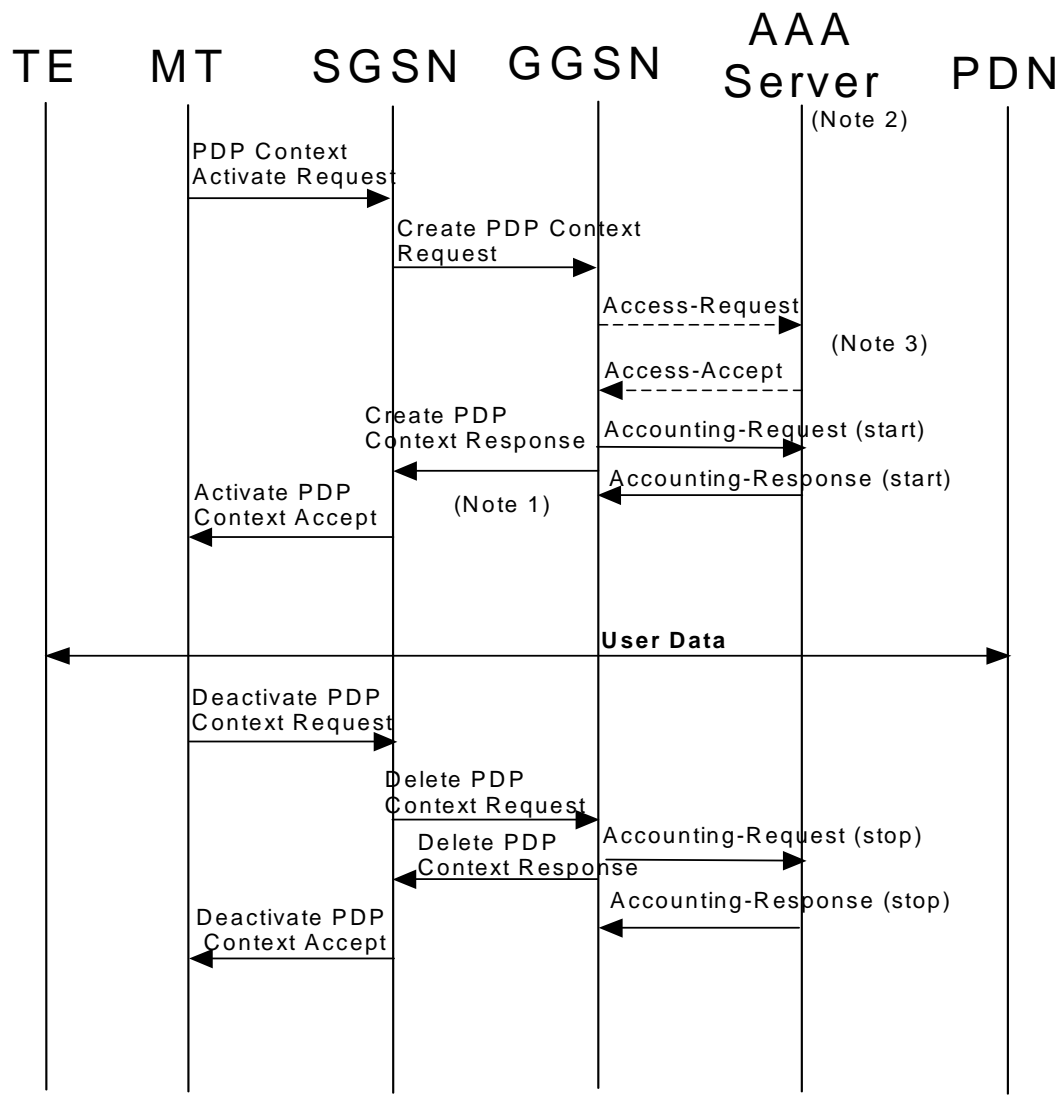 TE
MT
SGSN
GGSN
AAA
Server
PDN
(Note 2)
PDP Context
Activate Request
Create PDP Context
Request
Access-Request
(Note 3)
Access-Accept
Create PDP
Context Response
Accounting-Request (start)
Accounting-Response (start)
Activate PDP
Context Accept
(Note 1)
User Data
Deactivate PDP
Context Request
Delete PDP
Context Request
Accounting-Request (stop)
Delete PDP
Context Response
Accounting-Response (stop)
Deactivate PDP
Context Accept